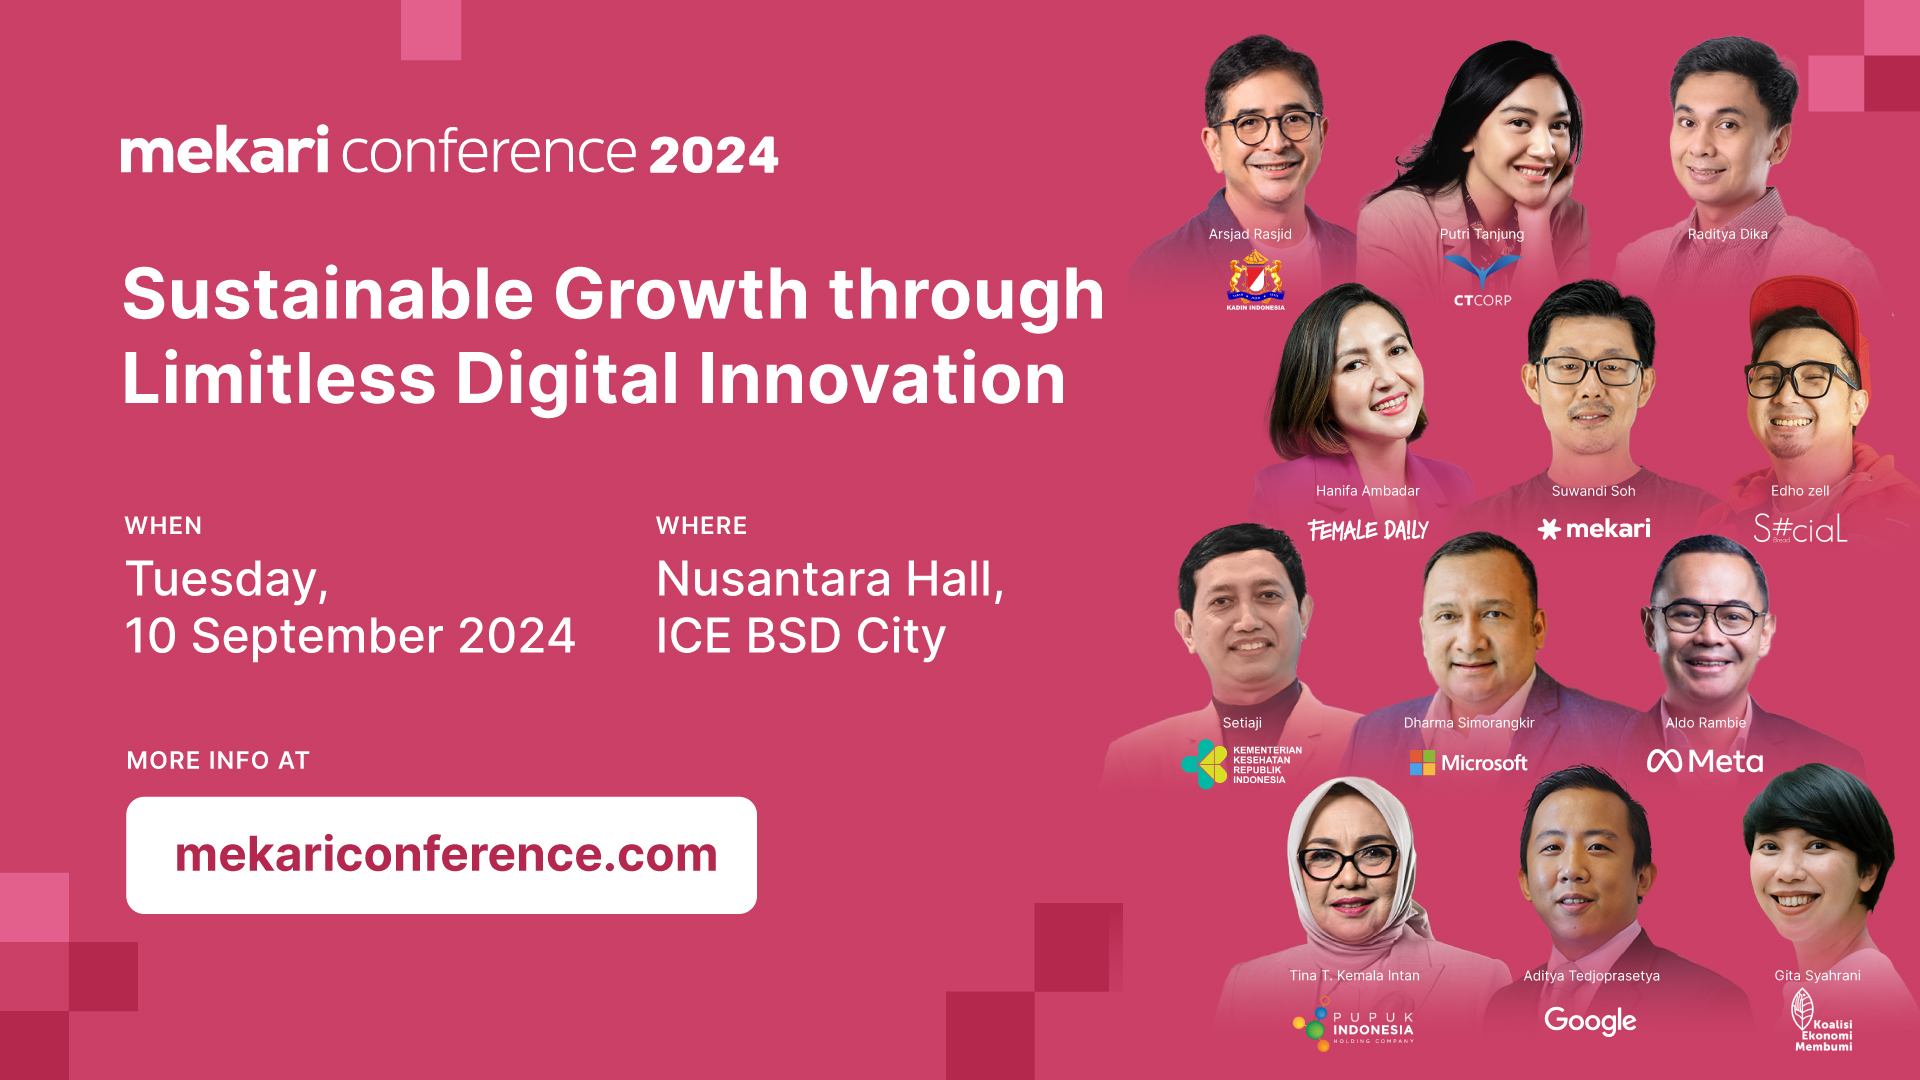 mekari conference 2024
Sustainable Growth through
Limitless Digital Innovation
WHEN
Tuesday,
10 September 2024
WHERE
Nusantara Hall,
ICE BSD City
MORE INFO AT
mekariconference.com
Arsjad Rasjid
KADIN INDONESIA
Putri Tanjung
CTCORP
Raditya Dika
Hanifa Ambadar
FEMALE DAILY
Suwandi Soh
mekari
Edho zell
S#ciaL
Bread
Setiaji
KEMENTERIAN
KESEHATAN
REPUBLIK
INDONESIA
Dharma Simorangkir
Microsoft
Aldo Rambie
Meta
Tina T. Kemala Intan
PUPUK
INDONESIA
HOLDING COMPANY
Aditya Tedjoprasetya
Google
Gita Syahrani
Koalisi
Ekonomi
Membumi